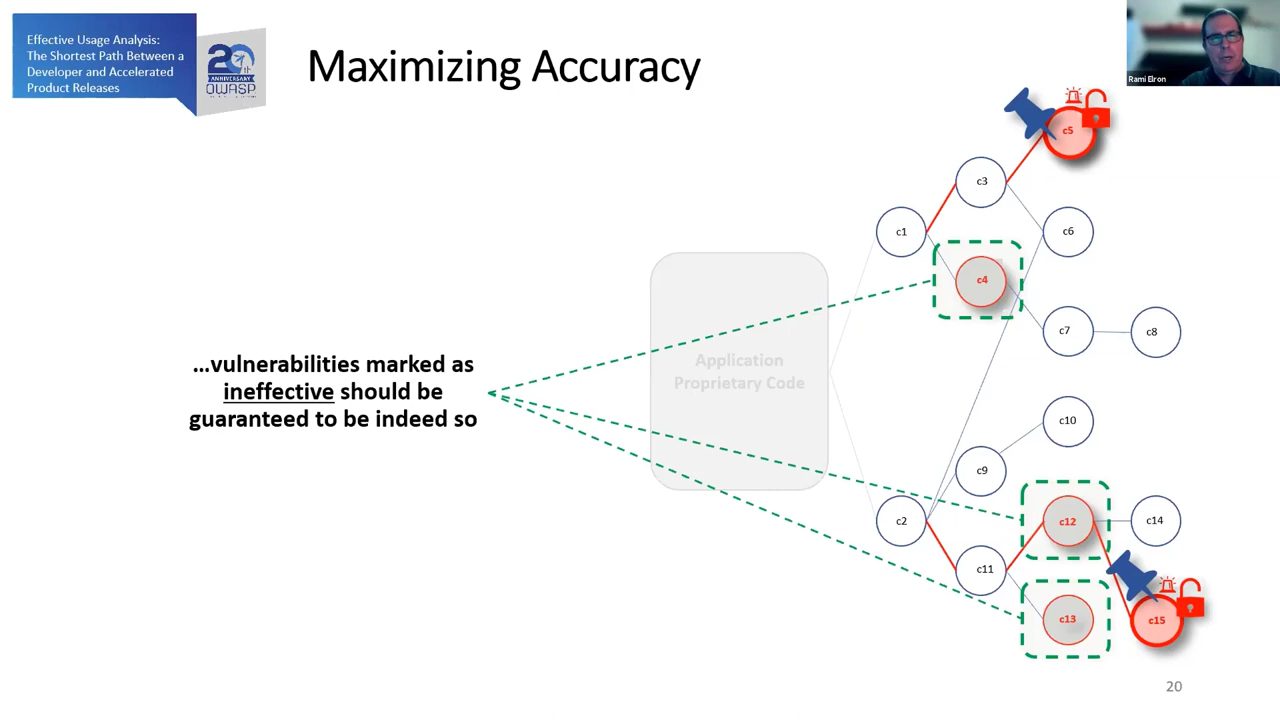 Effective Usage Analysis:
The Shortest Path Between a
Developer and Accelerated
Product Releases
20th
ANNIVERSARY
OWASP
Maximizing Accuracy
Rami Elron
c5
c3
c1
c6
c4
c7
c8
Application
Proprietary Code
...vulnerabilities marked as
ineffective should be
guaranteed to be indeed so
c10
c9
c2
c12
c14
c11
c13
c15
20